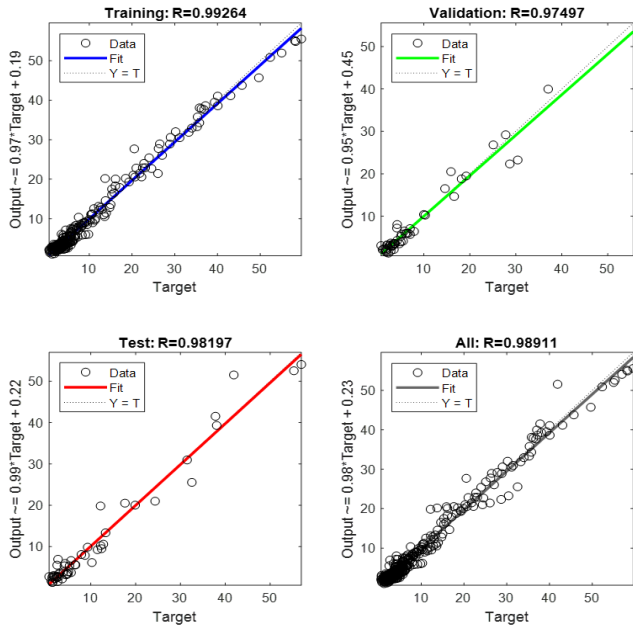 Training: R=0.99264
Output ~= 0.97*Target + 0.19
Data
Fit
Y = T
50
40
30
20
10
10 20 30 40 50
Target
Validation: R=0.97497
Output ~= 0.95*Target + 0.45
Data
Fit
Y = T
50
40
30
20
10
10 20 30 40 50
Target
Test: R=0.98197
Output ~= 0.99*Target + 0.22
Data
Fit
Y = T
50
40
30
20
10
10 20 30 40 50
Target
All: R=0.98911
Output ~= 0.98*Target + 0.23
Data
Fit
Y = T
50
40
30
20
10
10 20 30 40 50
Target